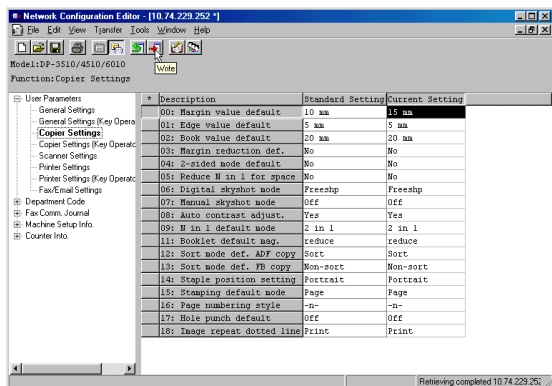 Network Configuration Editor - [10.74.229.252 *]
File Edit View Transfer Tools Window Help
Write
Model:DP-3510/4510/6010
Function:Copier Settings
User Parameters
General Settings
General Settings (Key Opera
Copier Settings
Copier Settings (Key Operatc
Scanner Settings
Printer Settings
Printer Settings (Key Operatc
Fax/Email Settings
Department Code
Fax Comm. Journal
Machine Setup Info.
Counter Info.
* Description Standard Setting Current Setting
00: Margin value default 10 mm 15 mm
01: Edge value default 5 mm 5 mm
02: Book value default 20 mm 20 mm
03: Margin reduction def. No No
04: 2-sided mode default No No
05: Reduce N in 1 for space No No
06: Digital skyshot mode Freeshp Freeshp
07: Manual skyshot mode Off Off
08: Auto contrast adjust. Yes Yes
09: N in 1 default mode 2 in 1 2 in 1
11: Booklet default mag. reduce reduce
12: Sort mode def. ADF copy Sort Sort
13: Sort mode def. FB copy Non-sort Non-sort
14: Staple position setting Portrait Portrait
15: Stamping default mode Page Page
16: Page numbering style -n- -n-
17: Hole punch default Off Off
18: Image repeat dotted line Print Print
Retrieving completed 10.74.229.252